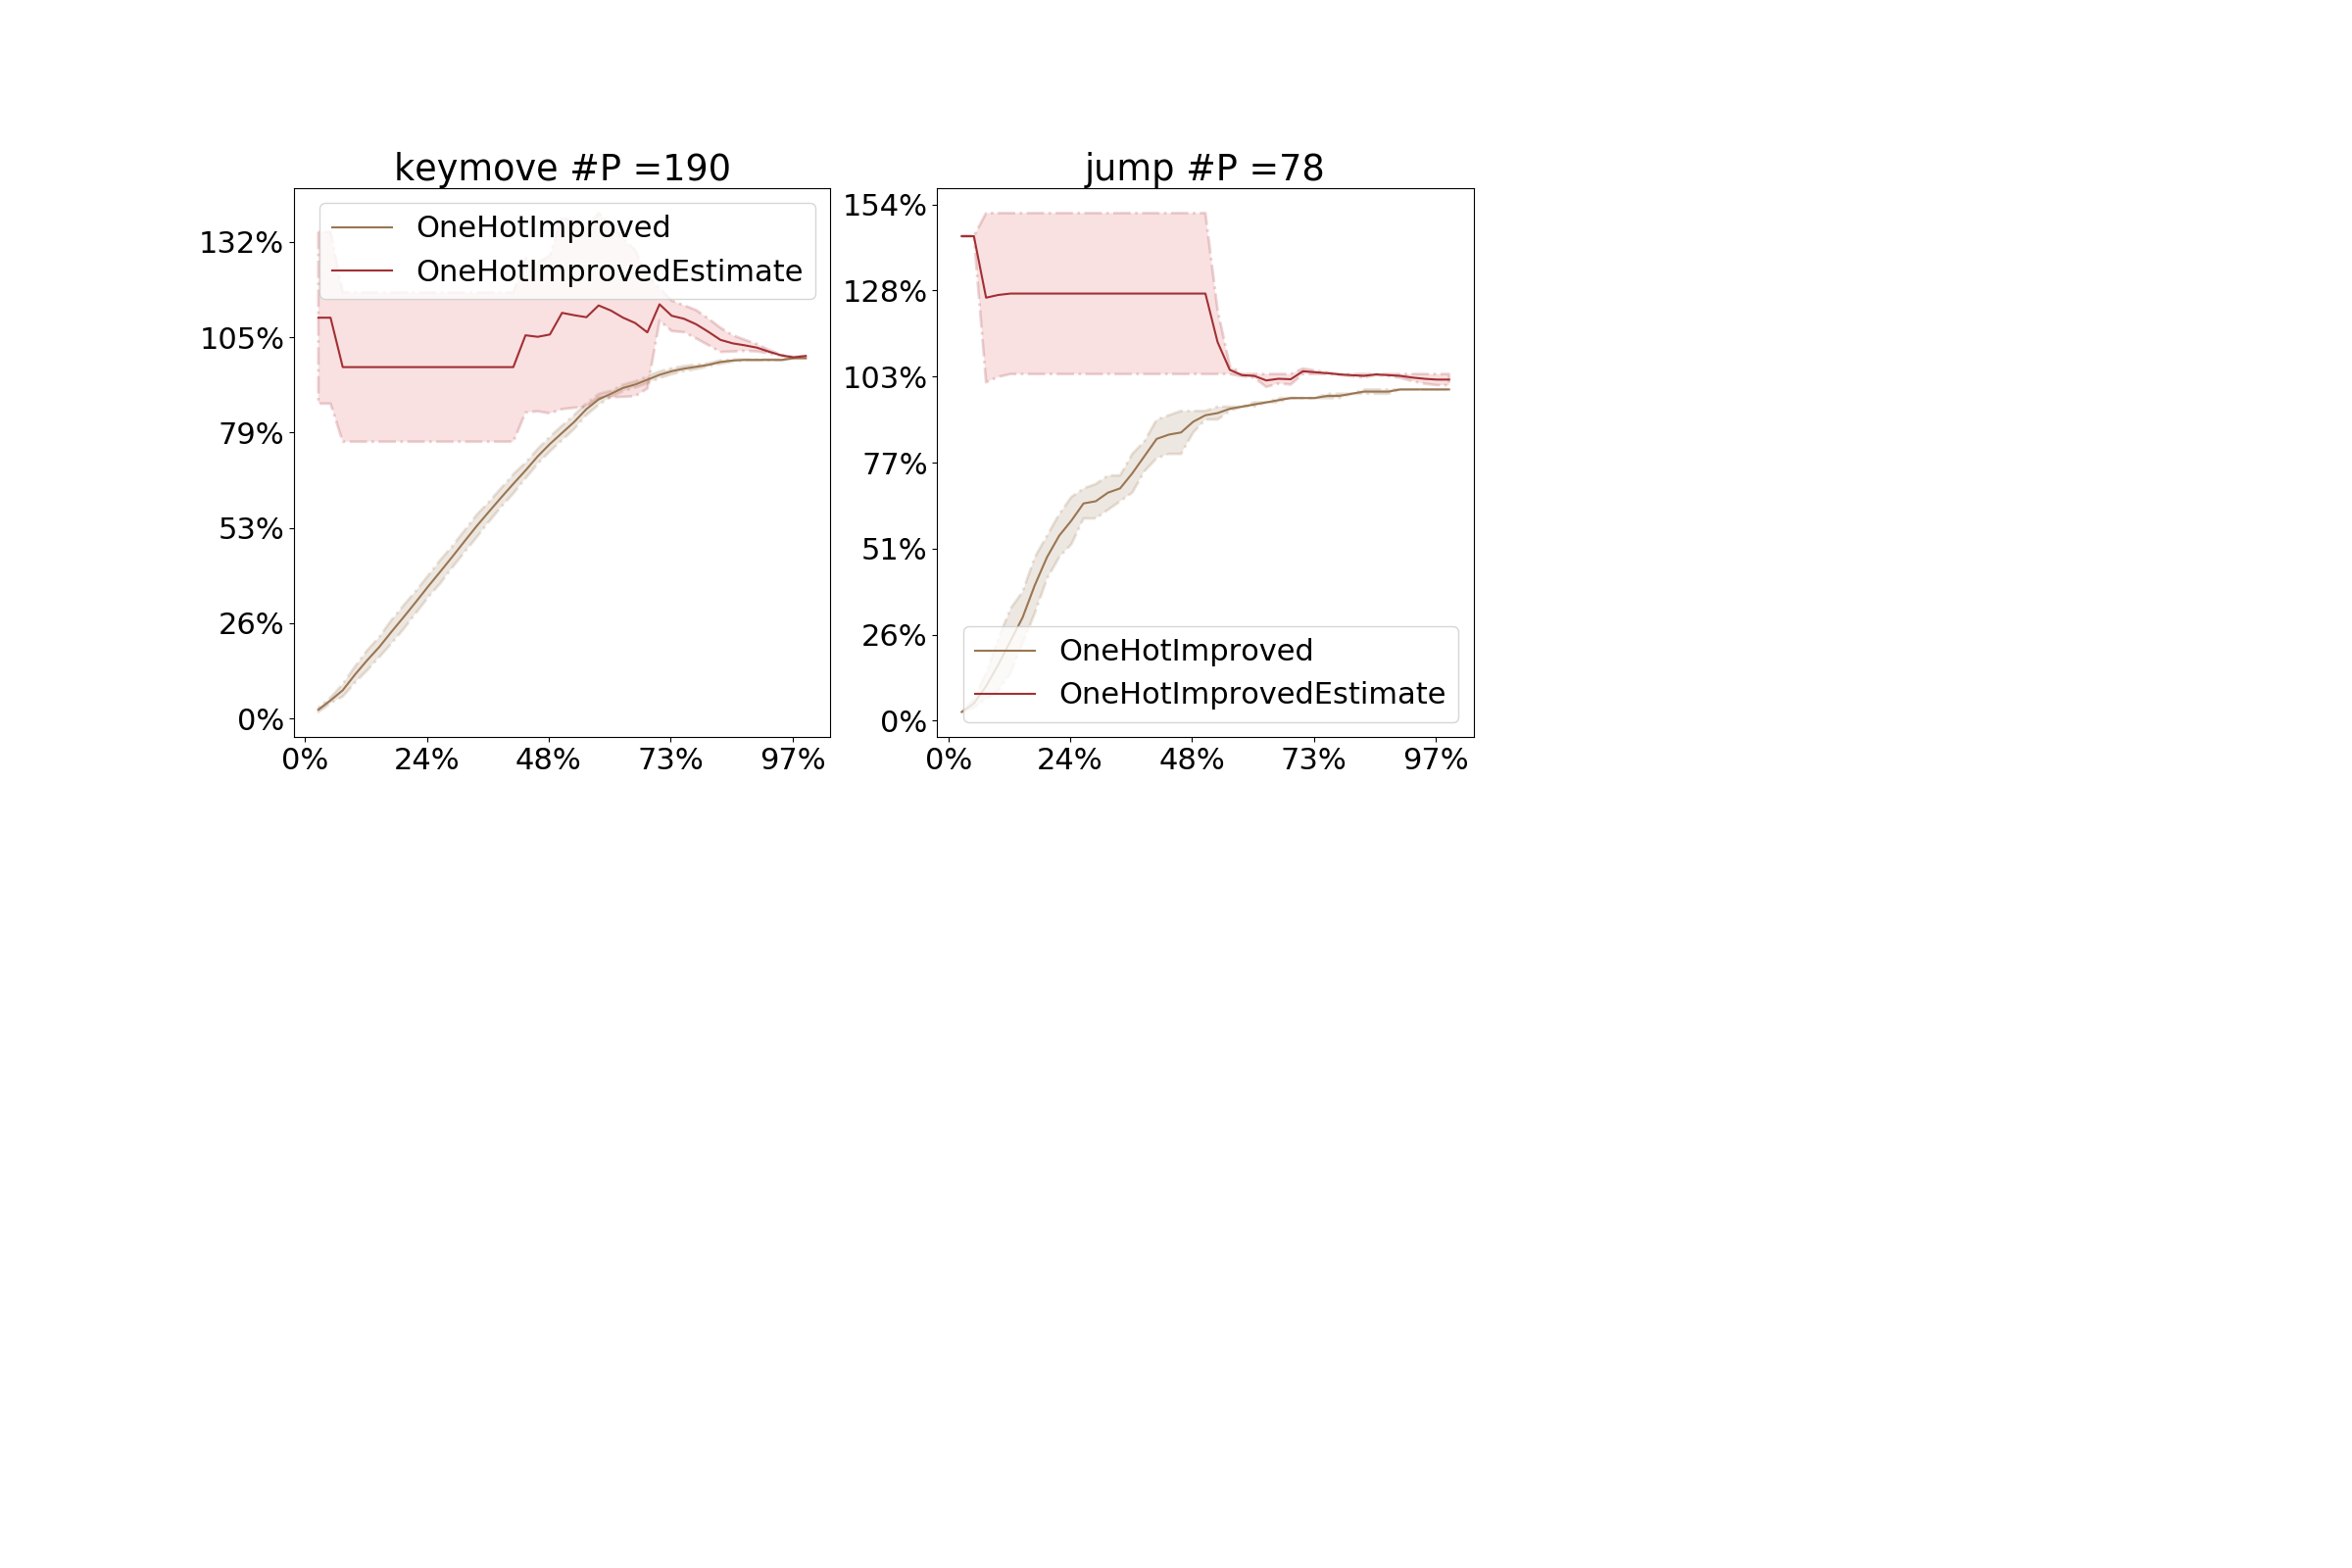 keymove #P =190
132%
105%
79%
53%
26%
0%
0% 24% 48% 73% 97%
OneHotImproved
OneHotImprovedEstimate
jump #P =78
154%
128%
103%
77%
51%
26%
0%
0% 24% 48% 73% 97%
OneHotImproved
OneHotImprovedEstimate